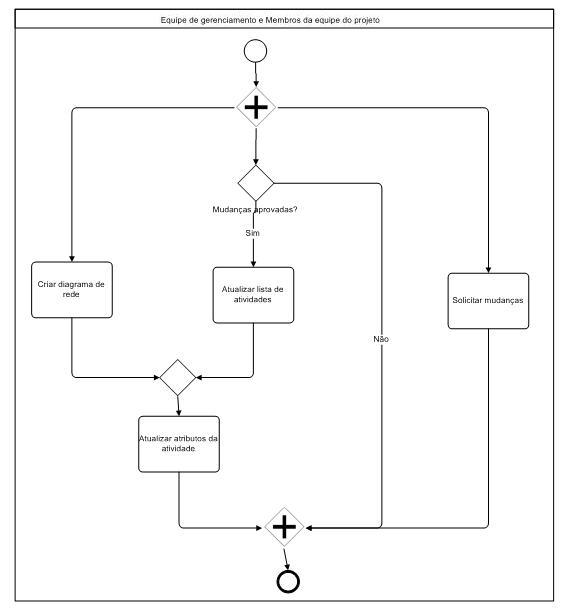 Equipe de gerenciamento e Membros da equipe do projeto
Mudanças aprovadas?
Sim
Criar diagrama de
rede
Atualizar lista de
atividades
Solicitar mudanças
Não
Atualizar atributos da
atividade